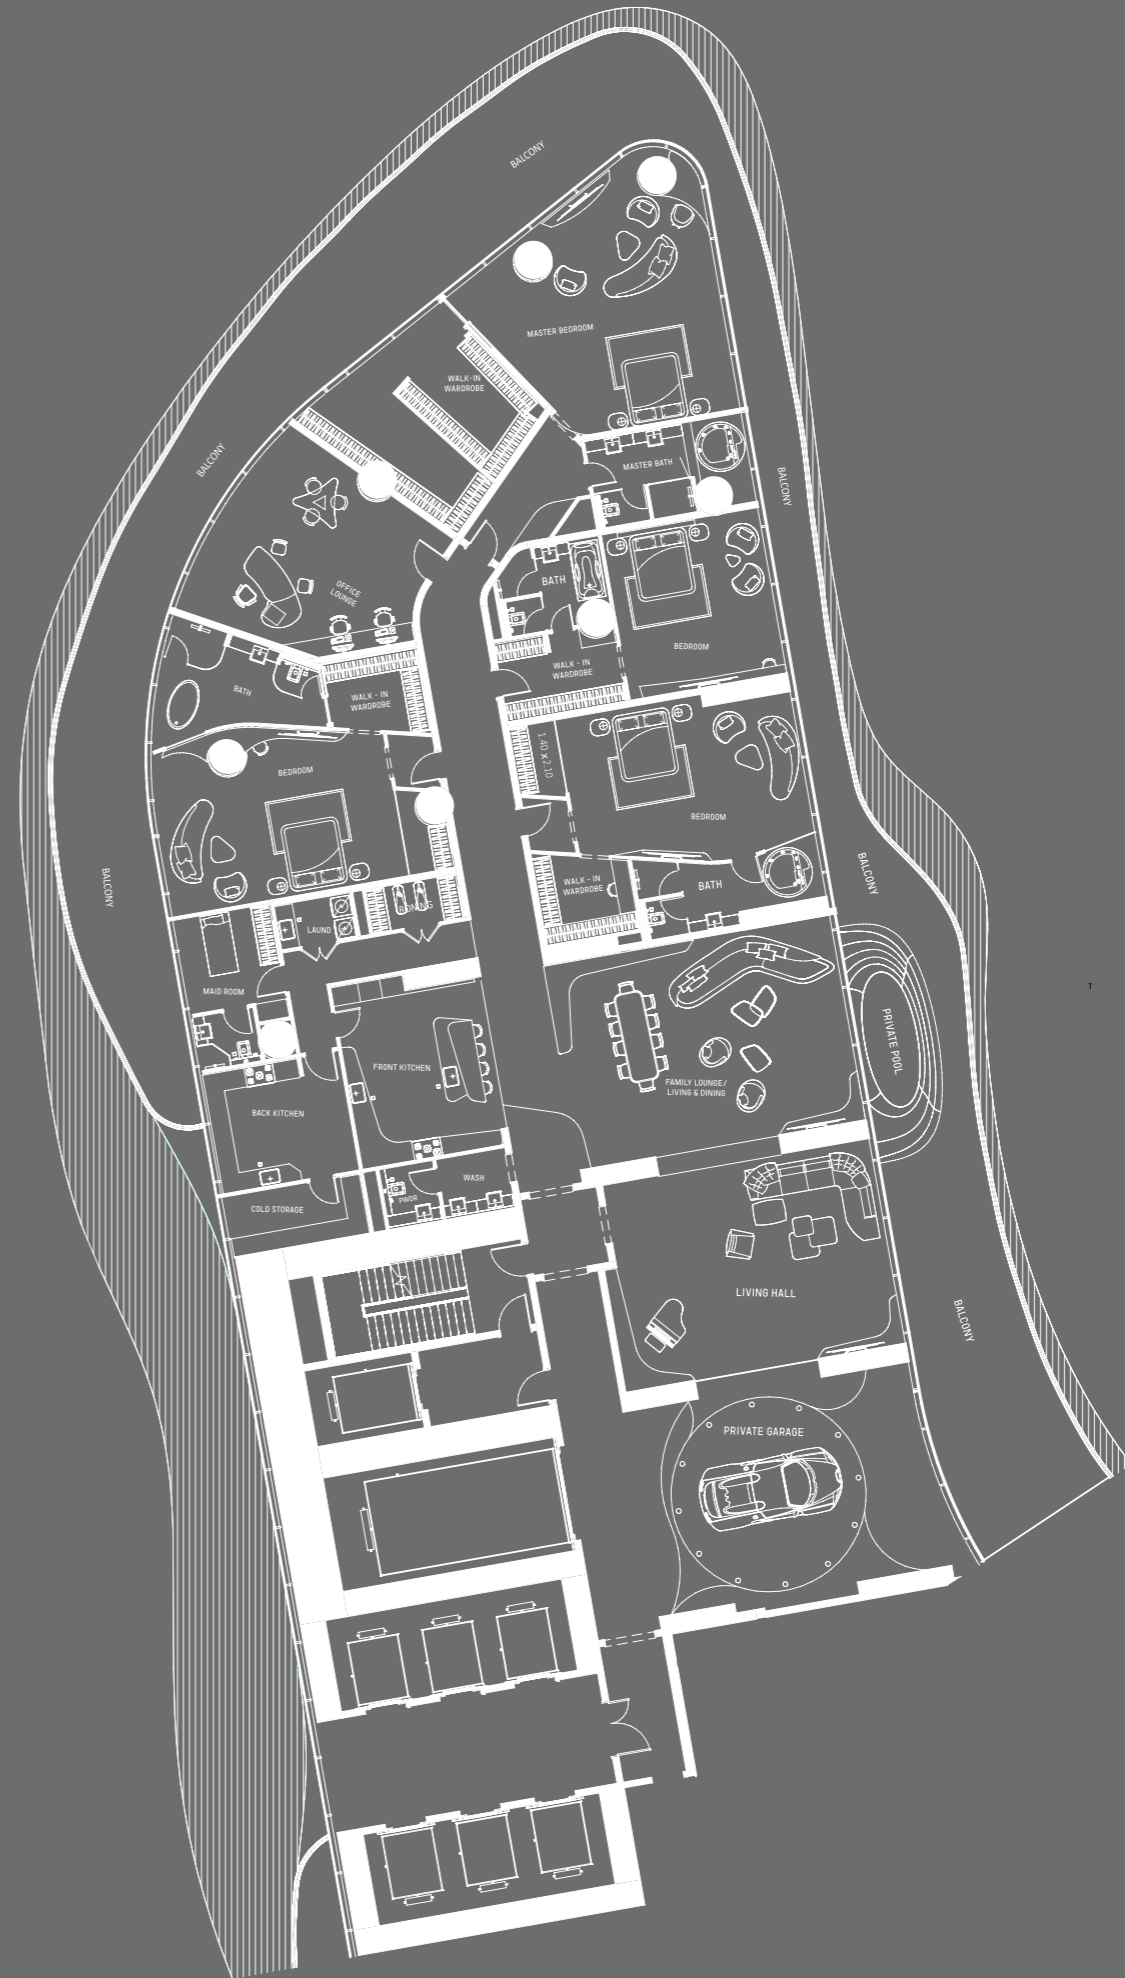 BALCONY
MASTER BEDROOM
WALK-IN
WARDROBE
BALCONY
MASTER BATH
BALCONY
OFFICE
LOUNGE
BATH
BEDROOM
WALK - IN
WARDROBE
BATH
WALK - IN
WARDROBE
1.40 x 2.10
BEDROOM
BEDROOM
BALCONY
WALK - IN
WARDROBE
BATH
BALCONY
LAUND
IRONING
MAID ROOM
T
PRIVATE POOL
FRONT KITCHEN
FAMILY LOUNGE/
LIVING & DINING
BACK KITCHEN
WASH
PWDR
COLD STORAGE
LIVING HALL
BALCONY
PRIVATE GARAGE